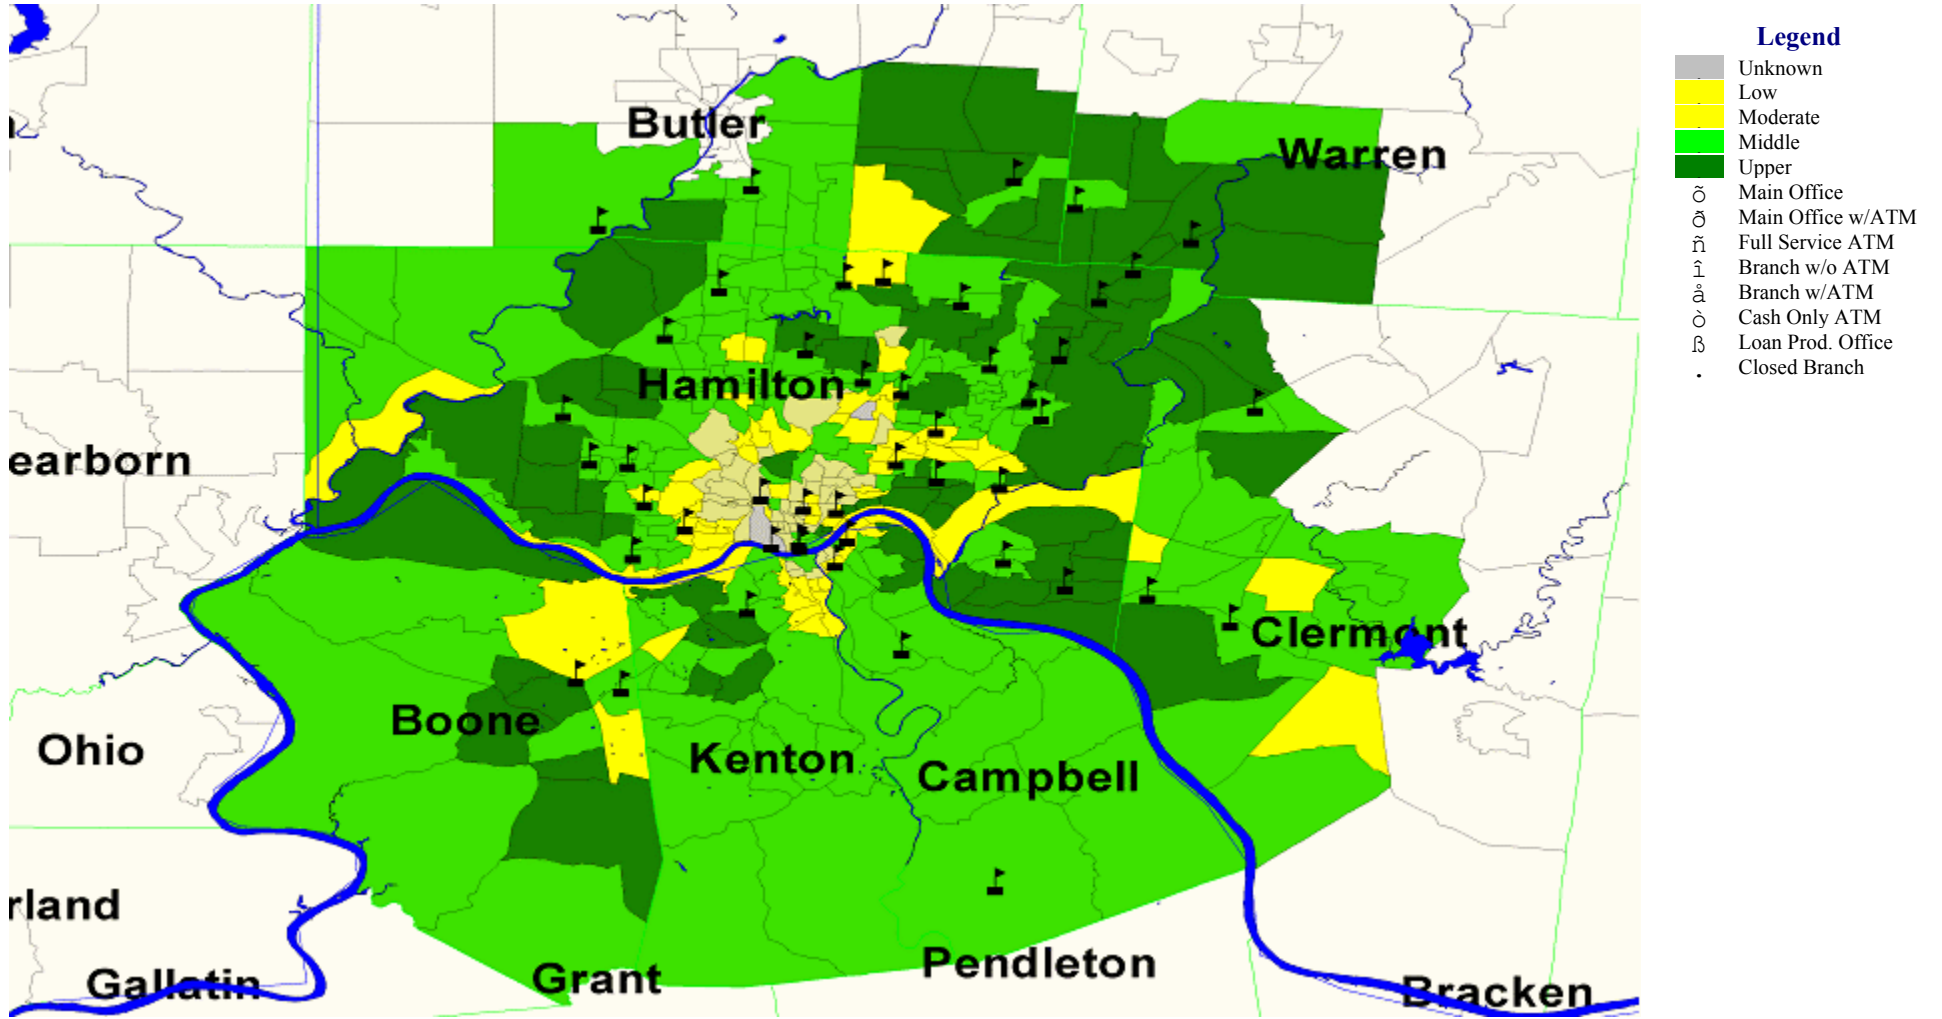 Legend
Unknown
Low
Moderate
Middle
Upper
õ Main Office
ð Main Office w/ATM
ñ Full Service ATM
î Branch w/o ATM
å Branch w/ATM
ò Cash Only ATM
ß Loan Prod. Office
. Closed Branch
Butler
Warren
Hamilton
earborn
Clermont
Boone
Ohio
Kenton
Campbell
rland
Pendleton
Grant
Gallatin
Bracken